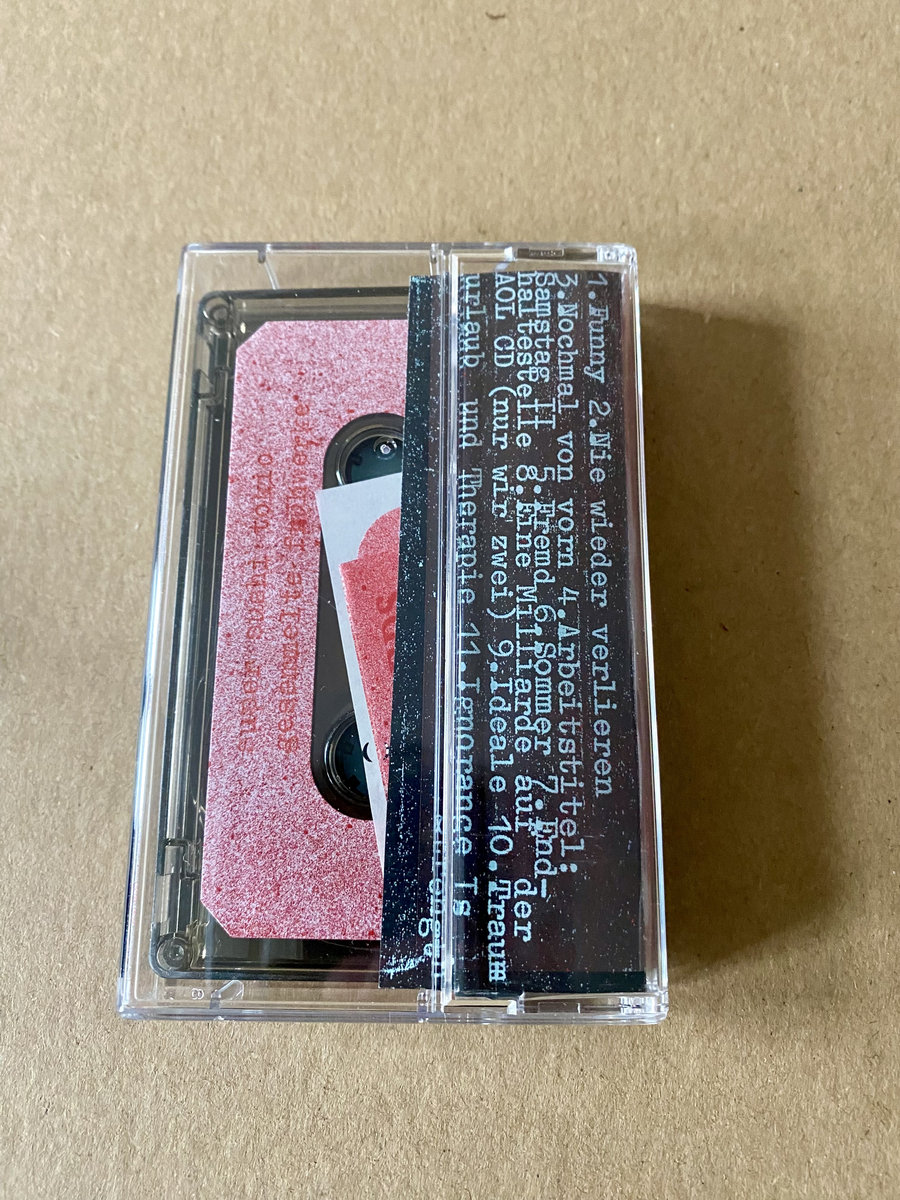 1.Funny 2.Nie wieder verlieren
3.Nochmal von vorn 4.Arbeitstitel:
Samstag II 5.Fremd 6.Sommer 7.End-
haltestelle 8.Eine Milliarde auf der
AOL CD (nur wir zwei) 9.Ideale 10.Traum
urlaub und Therapie 11.Ignorance Is